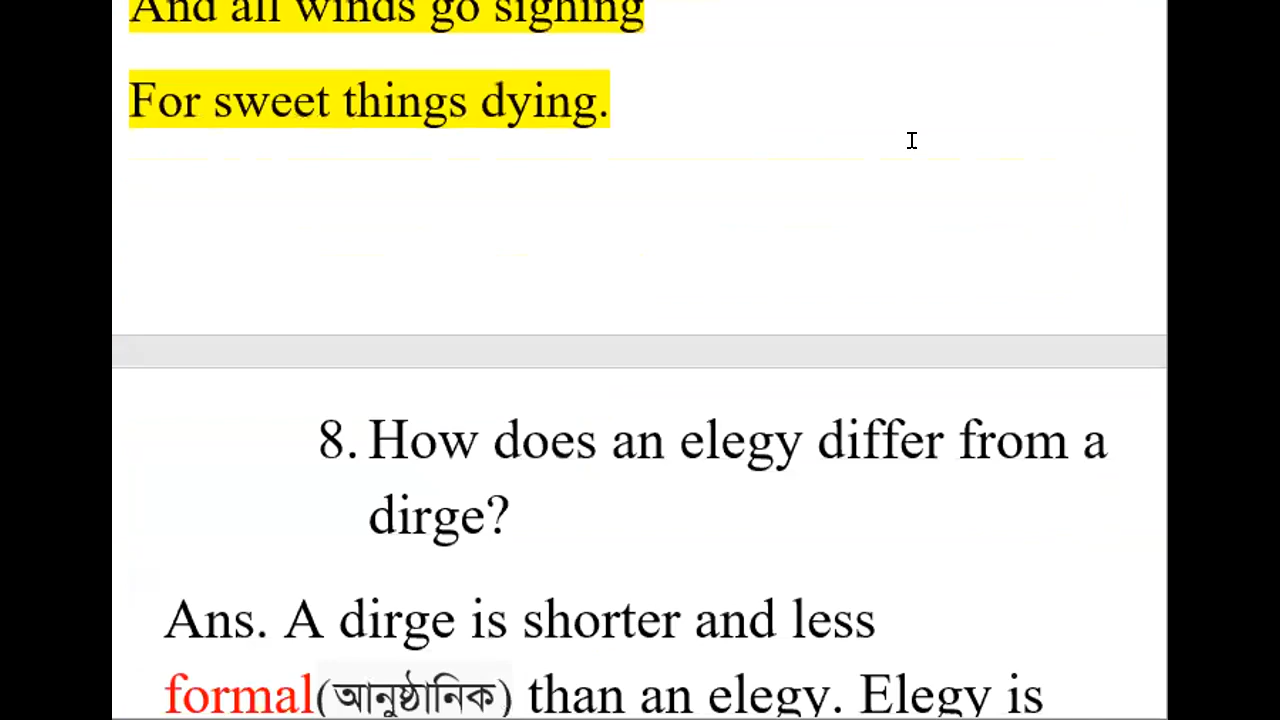 And all winds go sighing
For sweet things dying.
8. How does an elegy differ from a
dirge?
Ans. A dirge is shorter and less
formal(আনুষ্ঠানিক) than an elegy. Elegy is